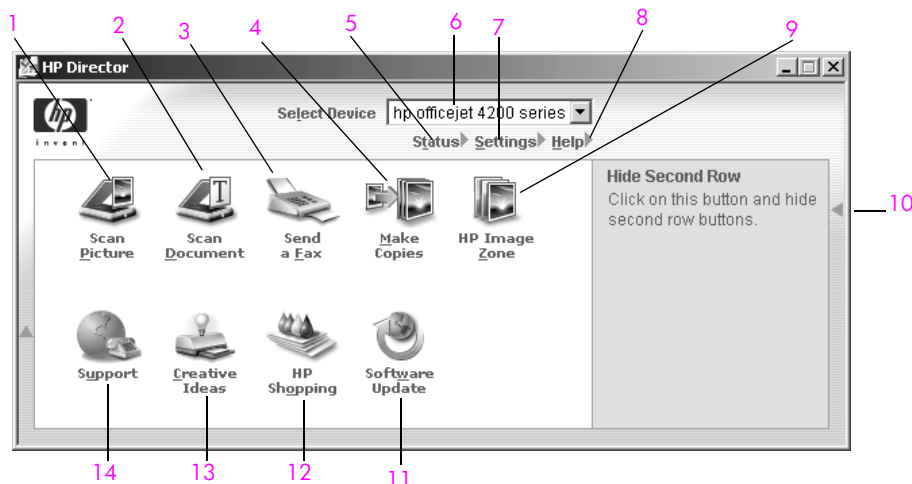 1 2 3 4 5 6 7 8 9
HP Director
hp
invent
Select Device hp officejet 4200 series
Status Settings Help
Hide Second Row
Click on this button and hide
second row buttons.
10
Scan
Picture
Scan
Document
Send
a Fax
Make
Copies
HP Image
Zone
T
Support
Creative
Ideas
HP
Shopping
Software
Update
14 13 12 11